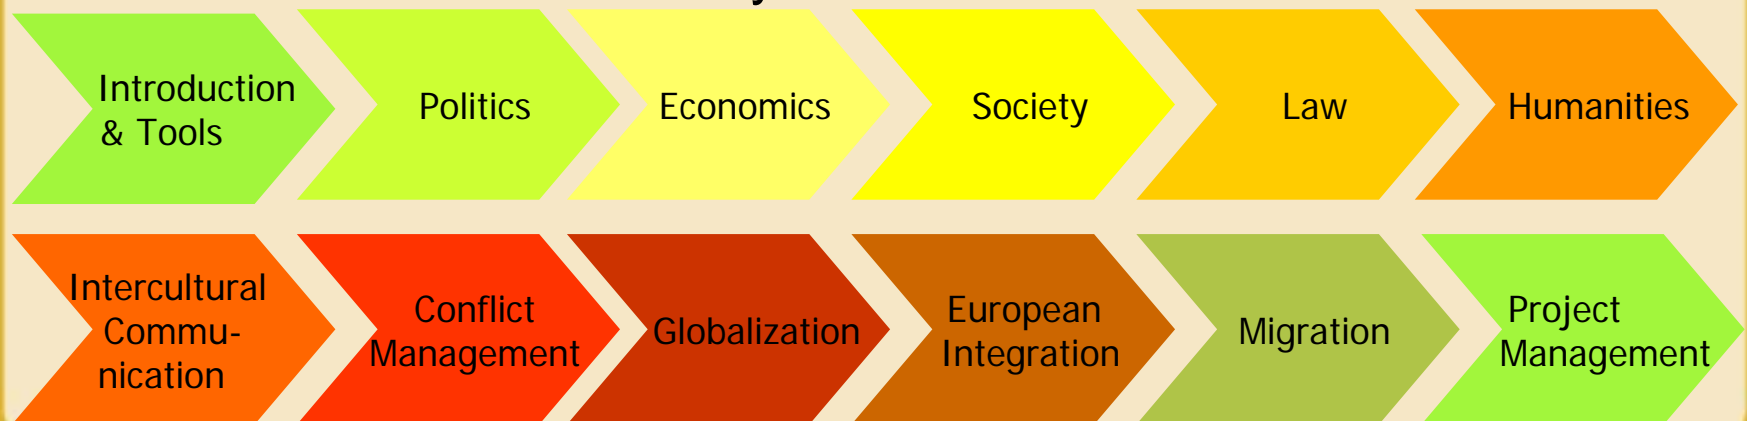 Introduction
& Tools
Politics
Economics
Society
Law
Humanities
Intercultural
Commu-
nication
Conflict
Management
Globalization
European
Integration
Migration
Project
Management